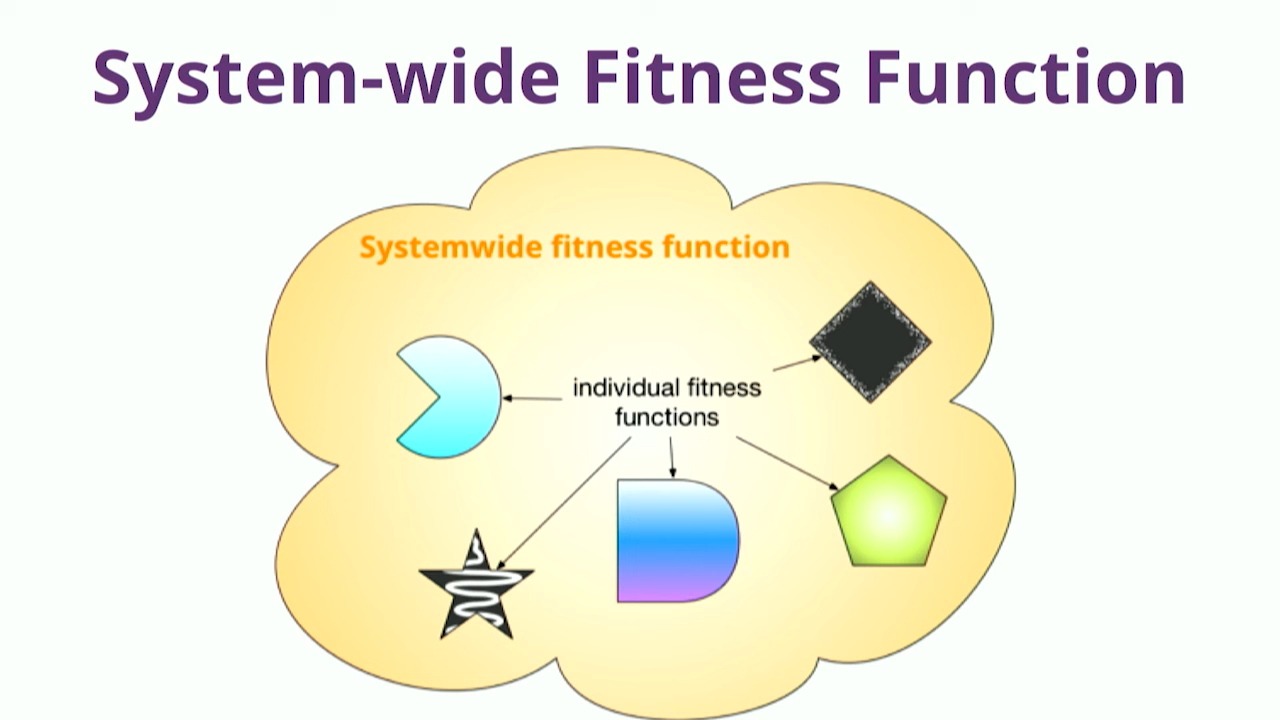 System-wide Fitness Function
Systemwide fitness function
individual fitness
functions